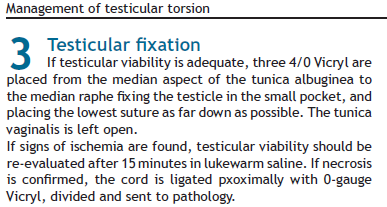 Management of testicular torsion
3 Testicular fixation
If testicular viability is adequate, three 4/0 Vicryl are
placed from the median aspect of the tunica albuginea to
the median raphe fixing the testicle in the small pocket, and
placing the lowest suture as far down as possible. The tunica
vaginalis is left open.
If signs of ischemia are found, testicular viability should be
re-evaluated after 15 minutes in lukewarm saline. If necrosis
is confirmed, the cord is ligated pxoximally with 0-gauge
Vicryl, divided and sent to pathology.